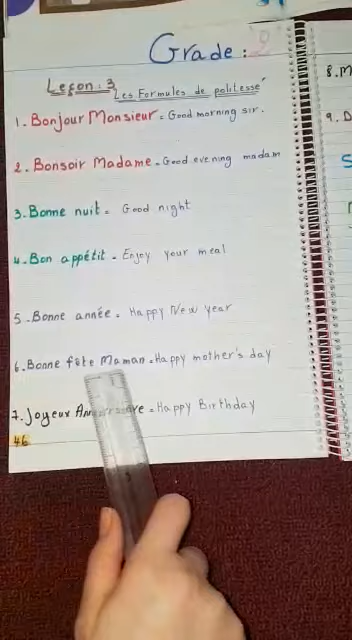 Grade: 2
Leçon: 3
Les Formules de politesse
1. Bonjour Monsieur = Good morning sir.
2. Bonsoir Madame = Good evening madam
3. Bonne nuit = Good night
4. Bon appétit = Enjoy your meal
5. Bonne année = Happy New year
6. Bonne fête Maman = Happy mother's day
7. Joyeux = Happy Birthday
46
8. M
9. D